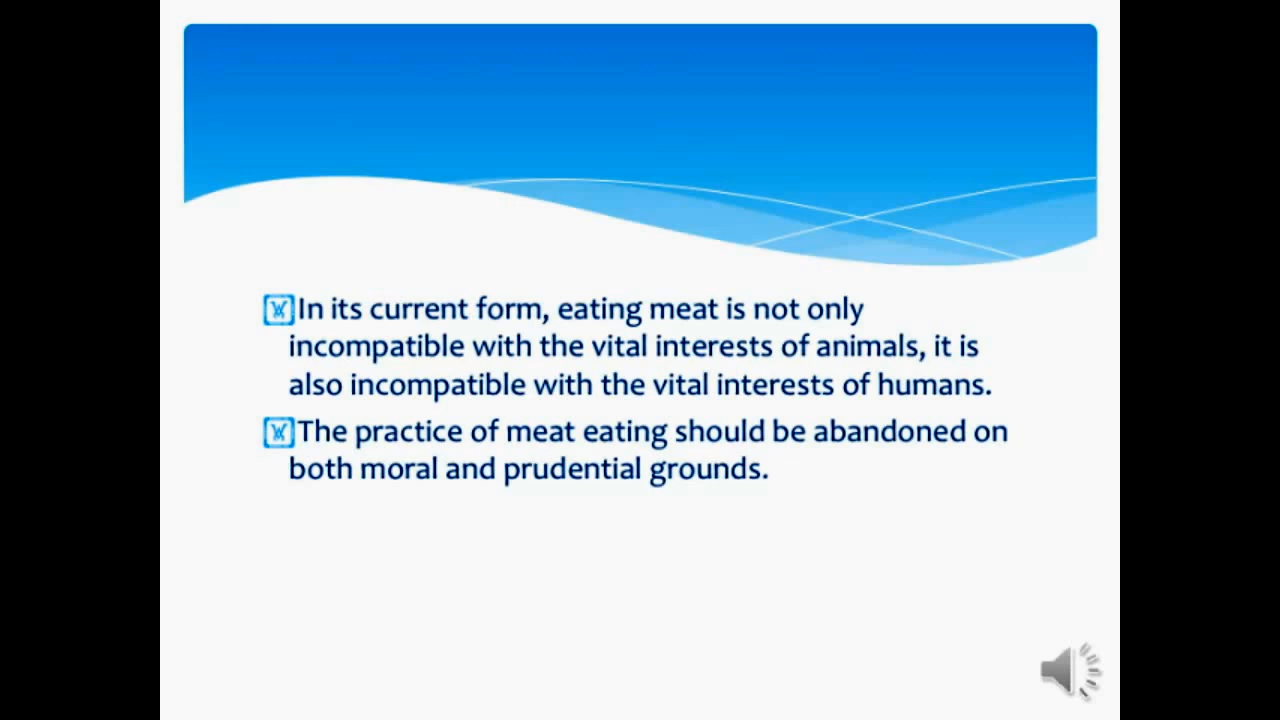 In its current form, eating meat is not only
incompatible with the vital interests of animals, it is
also incompatible with the vital interests of humans.
The practice of meat eating should be abandoned on
both moral and prudential grounds.